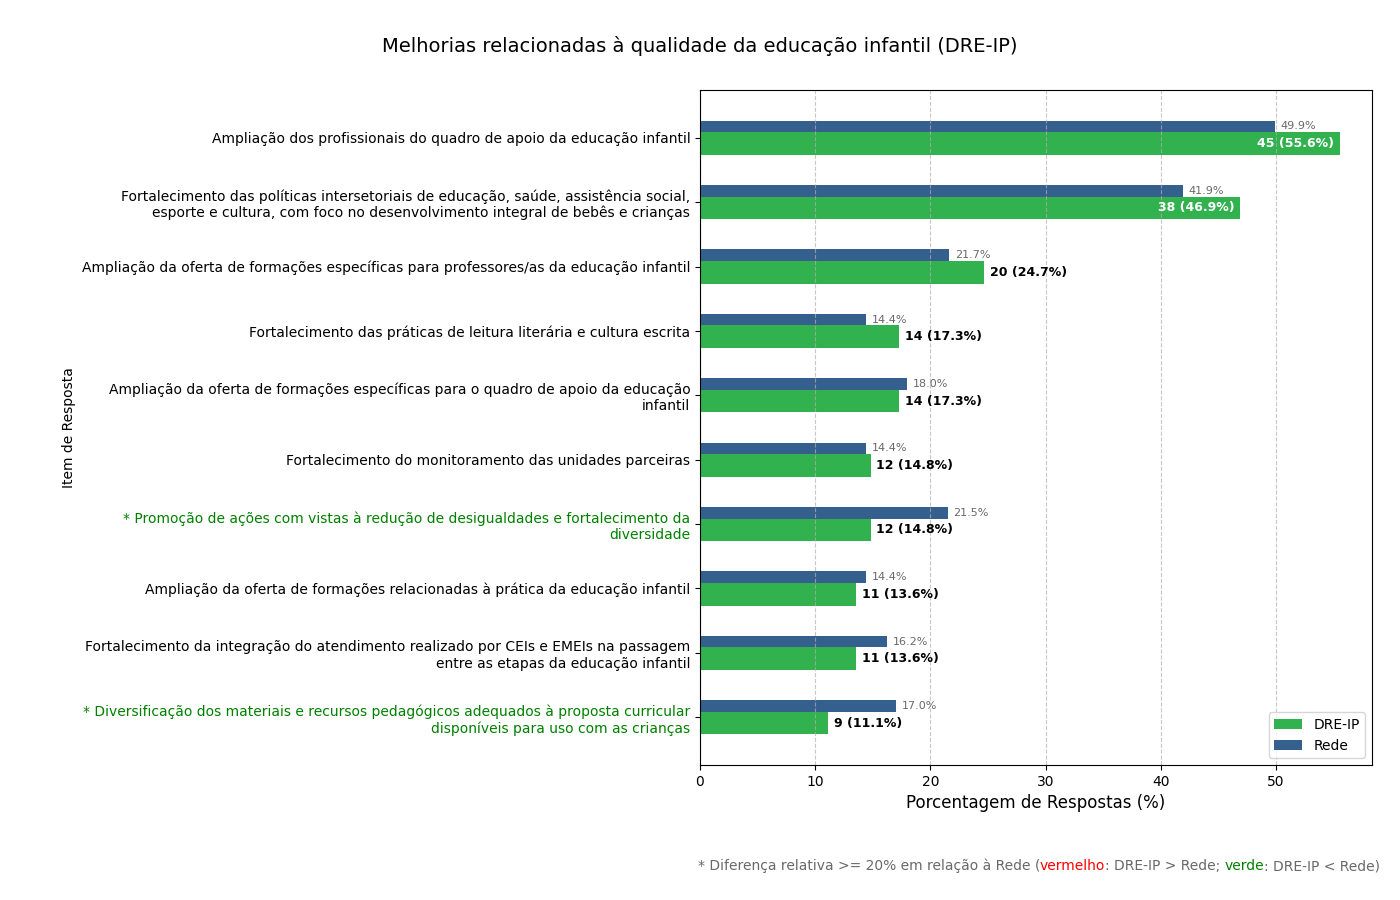 Melhorias relacionadas à qualidade da educação infantil (DRE-IP)
Item de Resposta
Ampliação dos profissionais do quadro de apoio da educação infantil
49.9%
45 (55.6%)
Fortalecimento das políticas intersetoriais de educação, saúde, assistência social,
esporte e cultura, com foco no desenvolvimento integral de bebês e crianças
41.9%
38 (46.9%)
Ampliação da oferta de formações específicas para professores/as da educação infantil
21.7%
20 (24.7%)
Fortalecimento das práticas de leitura literária e cultura escrita
14.4%
14 (17.3%)
Ampliação da oferta de formações específicas para o quadro de apoio da educação
infantil
18.0%
14 (17.3%)
Fortalecimento do monitoramento das unidades parceiras
14.4%
12 (14.8%)
* Promoção de ações com vistas à redução de desigualdades e fortalecimento da
diversidade
21.5%
12 (14.8%)
Ampliação da oferta de formações relacionadas à prática da educação infantil
14.4%
11 (13.6%)
Fortalecimento da integração do atendimento realizado por CEIs e EMEIs na passagem
entre as etapas da educação infantil
16.2%
11 (13.6%)
* Diversificação dos materiais e recursos pedagógicos adequados à proposta curricular
disponíveis para uso com as crianças
17.0%
9 (11.1%)
DRE-IP
Rede
0 10 20 30 40 50
Porcentagem de Respostas (%)
* Diferença relativa >= 20% em relação à Rede (vermelho: DRE-IP > Rede; verde: DRE-IP < Rede)